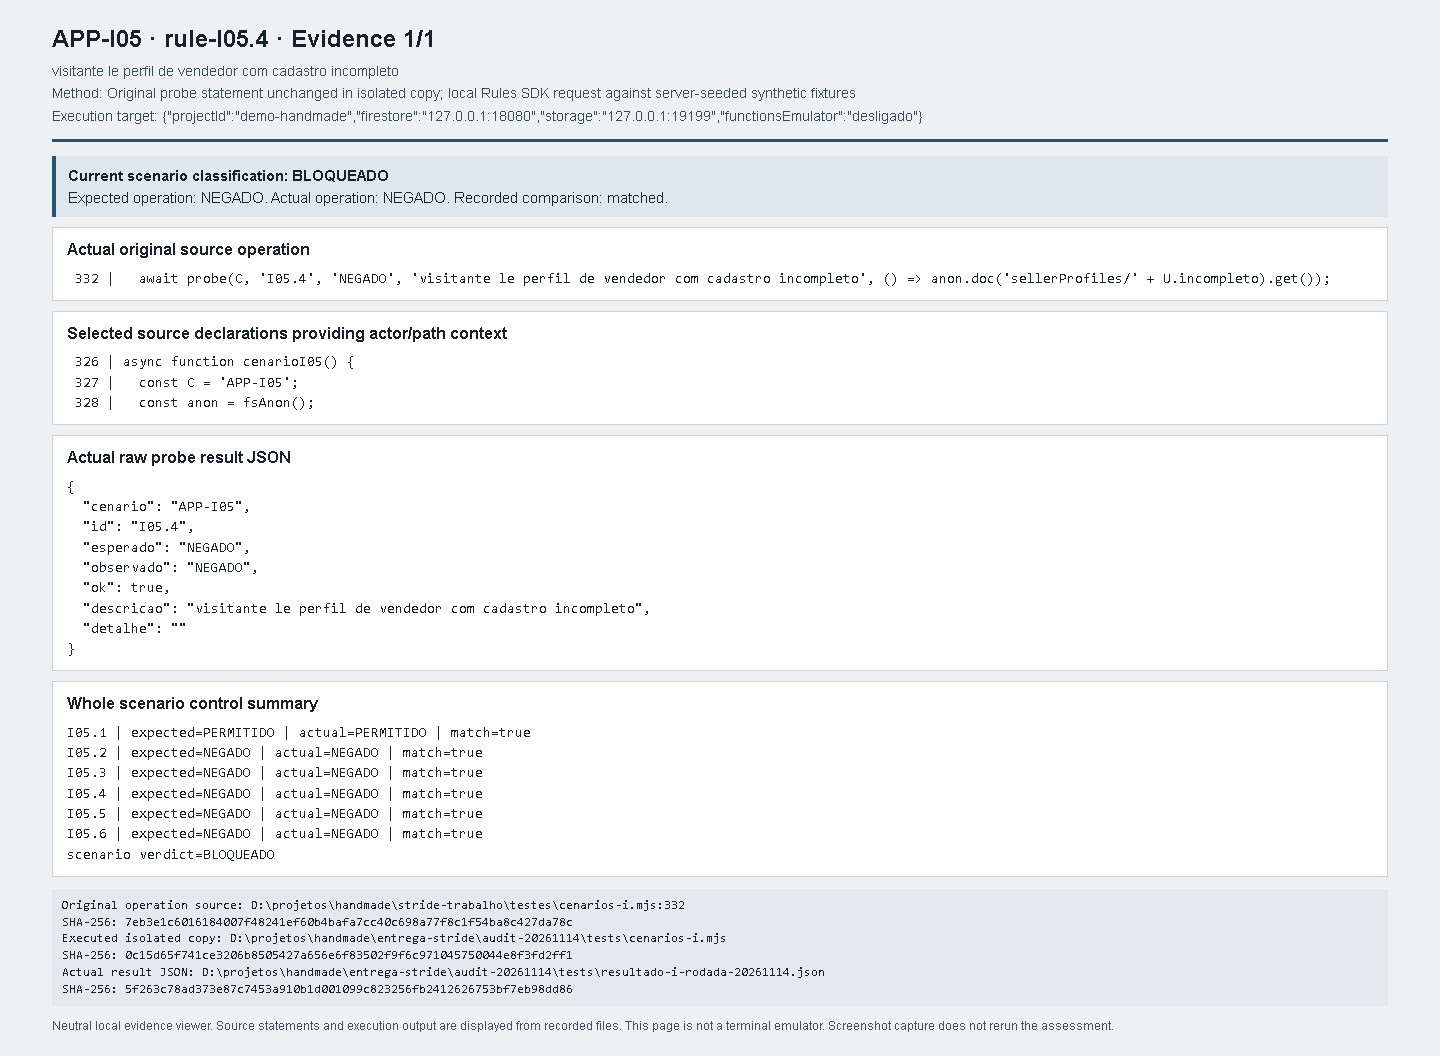 APP-I05 · rule-I05.4 · Evidence 1/1
visitante le perfil de vendedor com cadastro incompleto
Method: Original probe statement unchanged in isolated copy; local Rules SDK request against server-seeded synthetic fixtures
Execution target: {"projectId":"demo-handmade","firestore":"127.0.0.1:18080","storage":"127.0.0.1:19199","functionsEmulator":"desligado"}
Current scenario classification: BLOQUEADO
Expected operation: NEGADO. Actual operation: NEGADO. Recorded comparison: matched.
Actual original source operation
332 |   await probe(C, 'I05.4', 'NEGADO', 'visitante le perfil de vendedor com cadastro incompleto', () => anon.doc('sellerProfiles/' + U.incompleto).get());
Selected source declarations providing actor/path context
326 | async function cenarioI05() {
327 |   const C = 'APP-I05';
328 |   const anon = fsAnon();
Actual raw probe result JSON
{
  "cenario": "APP-I05",
  "id": "I05.4",
  "esperado": "NEGADO",
  "observado": "NEGADO",
  "ok": true,
  "descricao": "visitante le perfil de vendedor com cadastro incompleto",
  "detalhe": ""
}
Whole scenario control summary
I05.1 | expected=PERMITIDO | actual=PERMITIDO | match=true
I05.2 | expected=NEGADO | actual=NEGADO | match=true
I05.3 | expected=NEGADO | actual=NEGADO | match=true
I05.4 | expected=NEGADO | actual=NEGADO | match=true
I05.5 | expected=NEGADO | actual=NEGADO | match=true
I05.6 | expected=NEGADO | actual=NEGADO | match=true
scenario verdict=BLOQUEADO
Original operation source: D:\projetos\handmade\stride-trabalho\testes\cenarios-i.mjs:332
SHA-256: 7eb3e1c6016184007f48241ef60b4bafa7cc40c698a77f8c1f54ba8c427da78c
Executed isolated copy: D:\projetos\handmade\entrega-stride\audit-20261114\tests\cenarios-i.mjs
SHA-256: 0c15d65f741ce3206b8505427a656e6f83502f9f6c971045750044e8f3fd2ff1
Actual result JSON: D:\projetos\handmade\entrega-stride\audit-20261114\tests\resultado-i-rodada-20261114.json
SHA-256: 5f263c78ad373e87c7453a910b1d001099c823256fb2412626753bf7eb98dd86
Neutral local evidence viewer. Source statements and execution output are displayed from recorded files. This page is not a terminal emulator. Screenshot capture does not rerun the assessment.